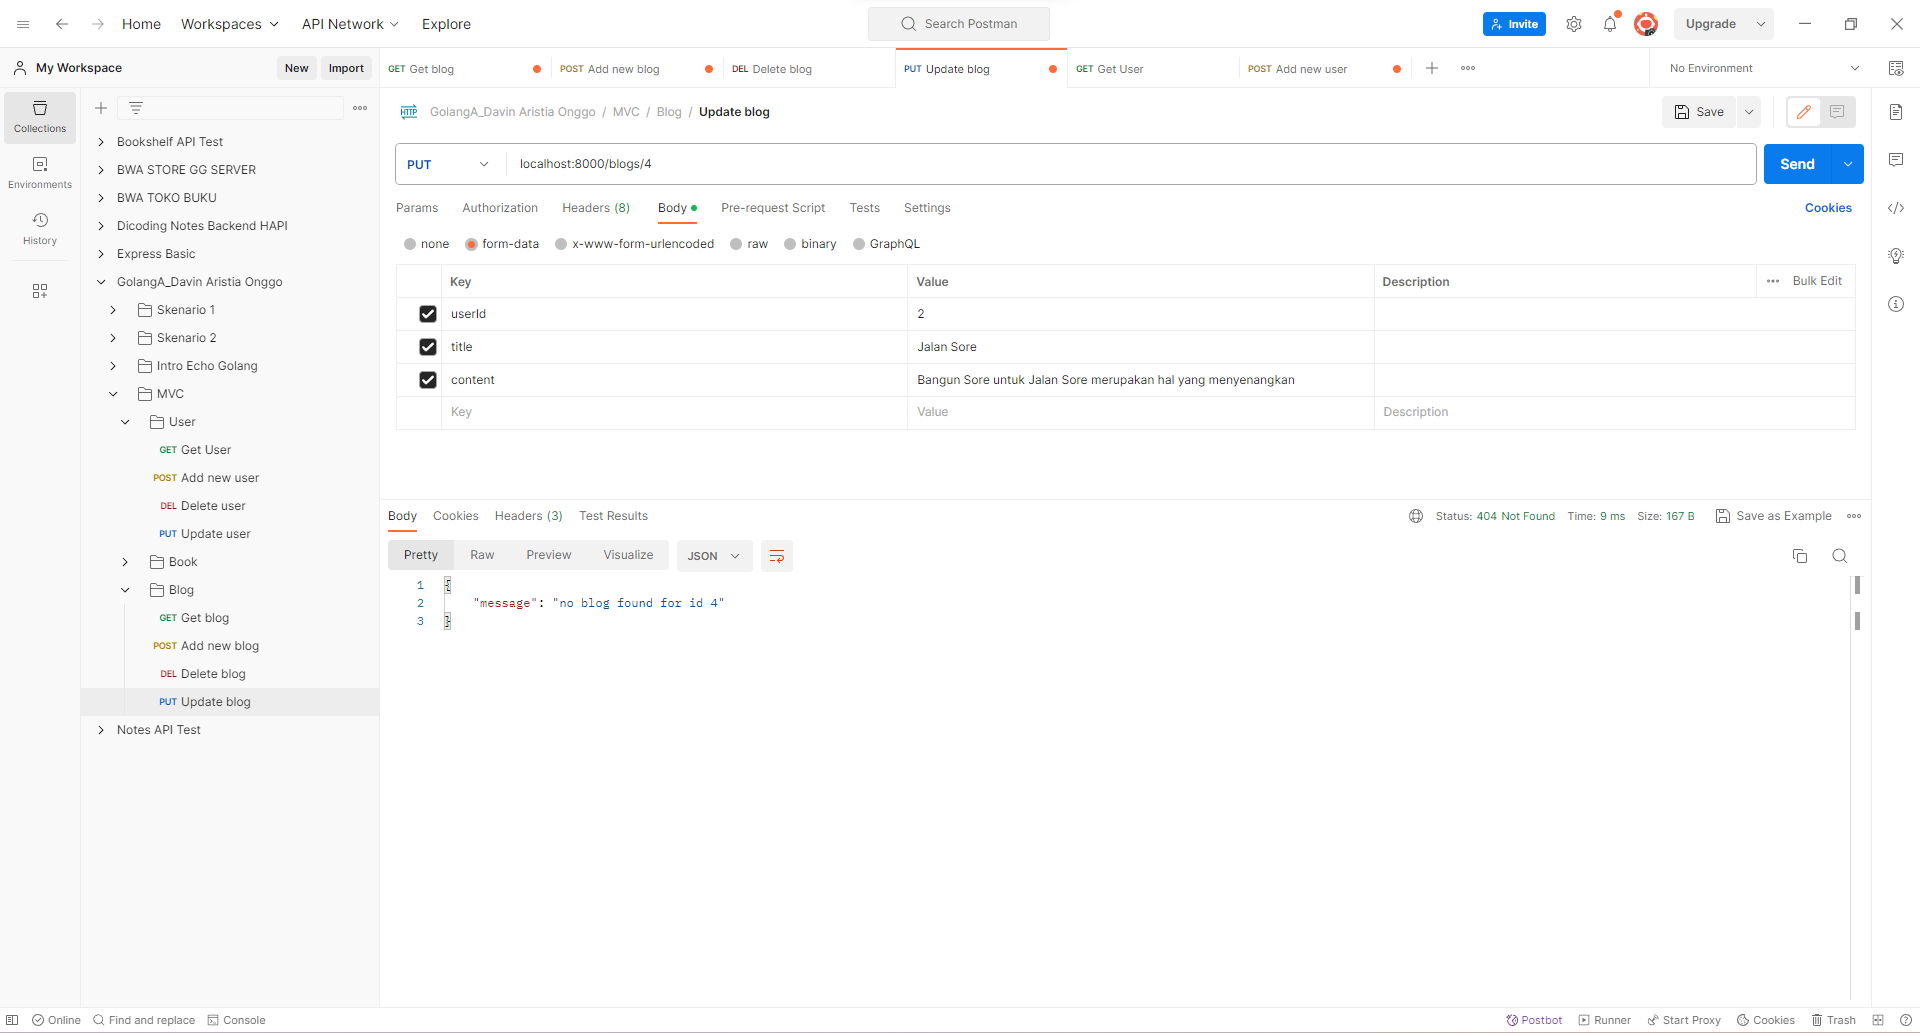 Home Workspaces API Network Explore Search Postman Invite Upgrade
My Workspace New Import
GET Get blog POST Add new blog DEL Delete blog PUT Update blog GET Get User POST Add new user No Environment
Collections
Environments
History
Bookshelf API Test
BWA STORE GG SERVER
BWA TOKO BUKU
Dicoding Notes Backend HAPI
Express Basic
GolangA_Davin Aristia Onggo
Skenario 1
Skenario 2
Intro Echo Golang
MVC
User
GET Get User
POST Add new user
DEL Delete user
PUT Update user
Book
Blog
GET Get blog
POST Add new blog
DEL Delete blog
PUT Update blog
Notes API Test
HTTP GolangA_Davin Aristia Onggo / MVC / Blog / Update blog Save
PUT localhost:8000/blogs/4 Send
Params Authorization Headers (8) Body Pre-request Script Tests Settings Cookies
none form-data x-www-form-urlencoded raw binary GraphQL
Key Value Description Bulk Edit
userId 2
title Jalan Sore
content Bangun Sore untuk Jalan Sore merupakan hal yang menyenangkan
Key Value Description
Body Cookies Headers (3) Test Results Status: 404 Not Found Time: 9 ms Size: 167 B Save as Example
Pretty Raw Preview Visualize JSON
1 {
2 "message": "no blog found for id 4"
3 }
Online Find and replace Console Postbot Runner Start Proxy Cookies Trash